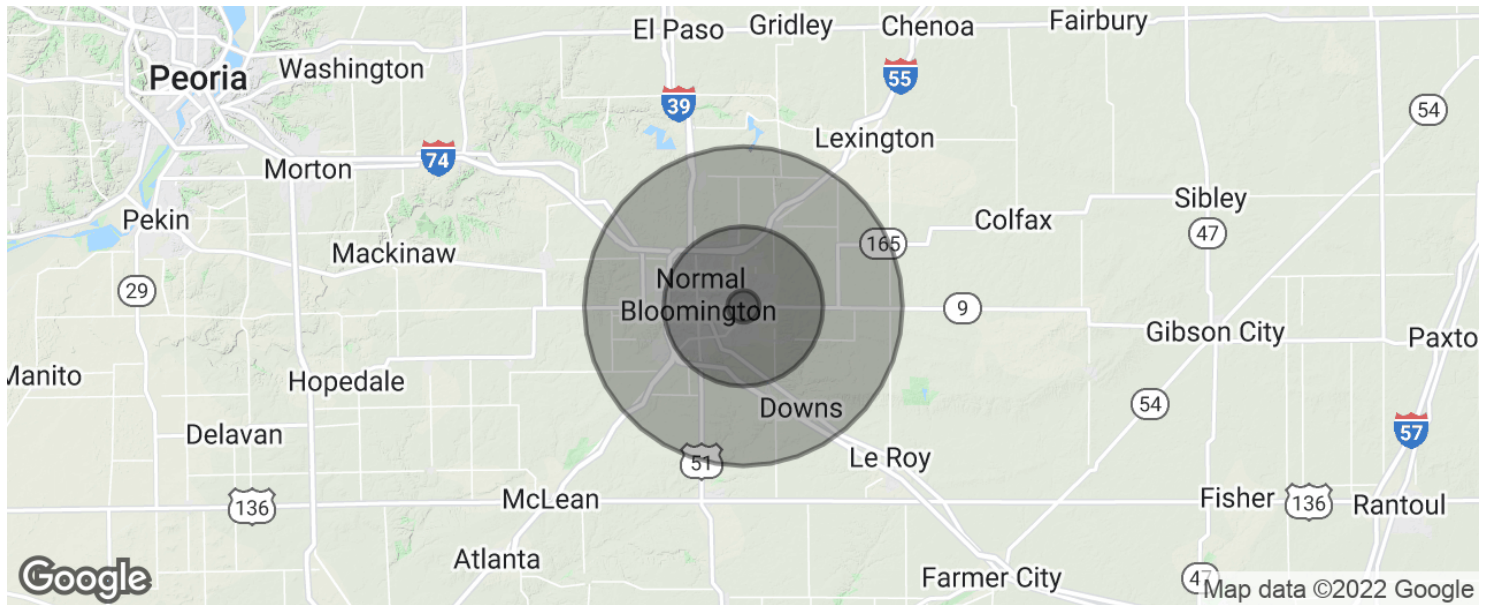 El Paso
Gridley
Chenoa
Fairbury
Peoria
Washington
55
39
54
Lexington
74
Morton
Sibley
Pekin
Colfax
47
165
Mackinaw
Normal
29
Bloomington
9
Gibson City
Paxto
Manito
Hopedale
54
Downs
Delavan
57
Le Roy
51
McLean
136
Fisher
136
Rantoul
Atlanta
Farmer City
47
Google
Map data ©2022 Google